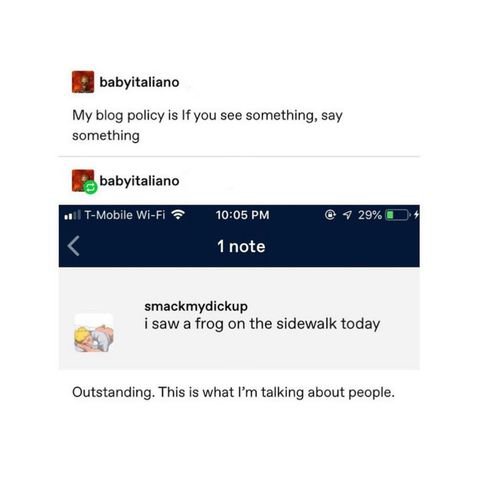 babyitaliano
My blog policy is If you see something, say
something
babyitaliano
T-Mobile Wi-Fi 10:05 PM 29%
1 note
smackmydickup
i saw a frog on the sidewalk today
Outstanding. This is what I'm talking about people.